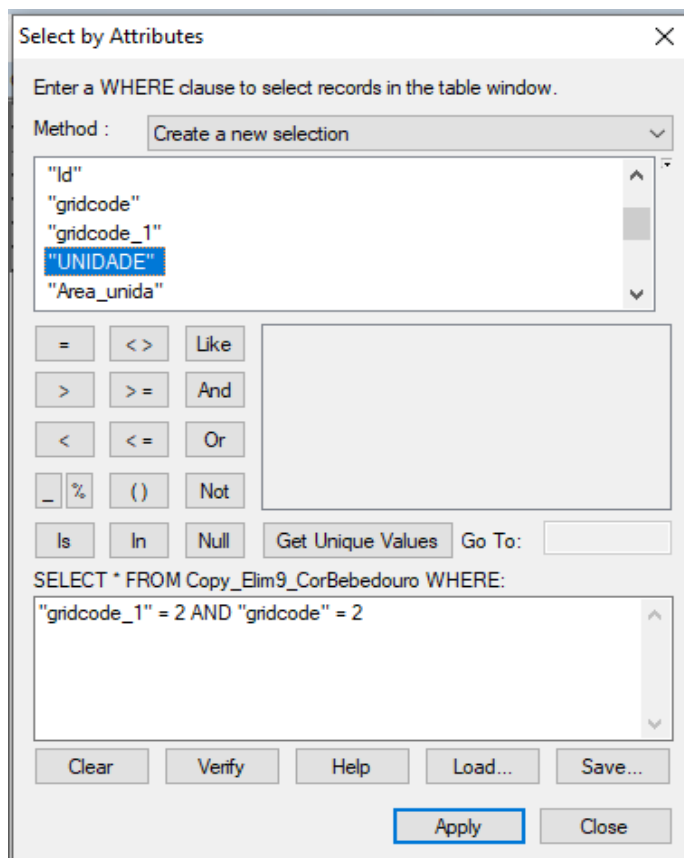 Select by Attributes
Enter a WHERE clause to select records in the table window.
Method : Create a new selection
"Id"
"gridcode"
"gridcode_1"
"UNIDADE"
"Area_unida"
= < > Like
> > = And
< < = Or
_ % ( ) Not
Is In Null Get Unique Values Go To:
SELECT * FROM Copy_Elim9_CorBebedouro WHERE:
"gridcode_1" = 2 AND "gridcode" = 2
Clear Verify Help Load... Save...
Apply Close